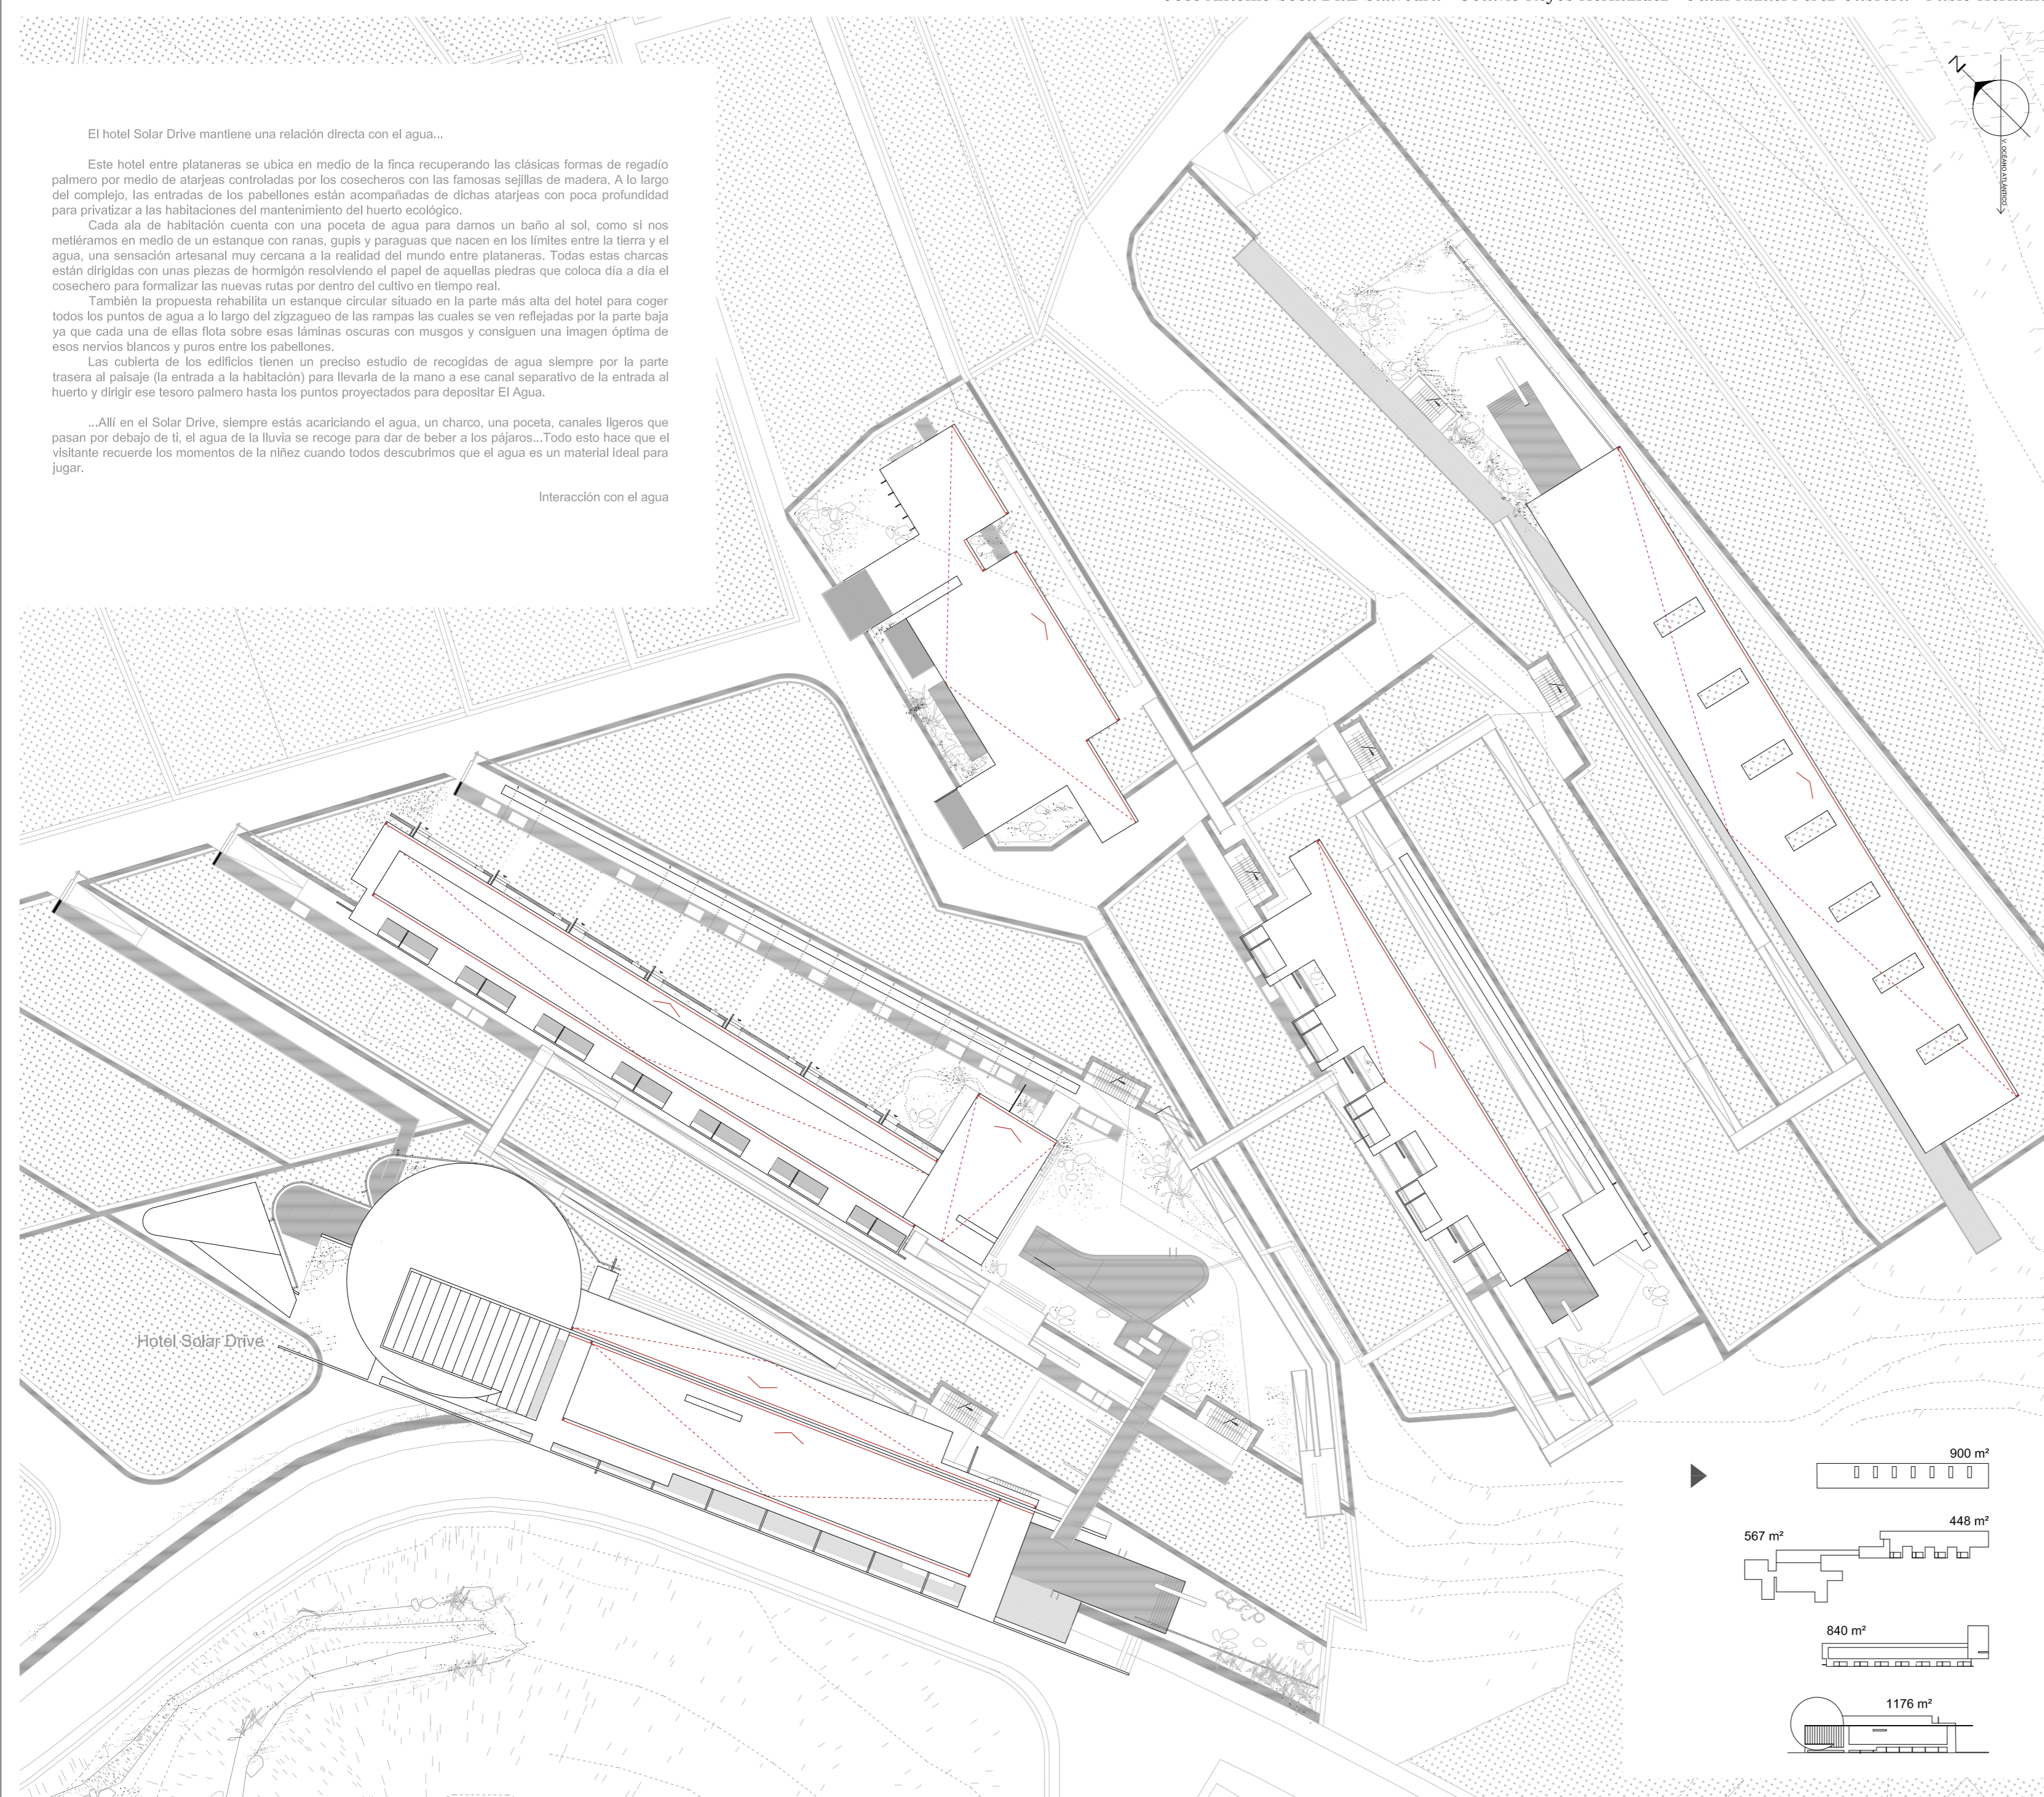 El hotel Solar Drive mantiene una relación directa con el agua...
Este hotel entre plataneras se ubica en medio de la finca recuperando las clásicas formas de regadío
palmero por medio de atarjeas controladas por los cosecheros con las famosas sejillas de madera. A lo largo
del complejo, las entradas de los pabellones están acompañadas de dichas atarjeas con poca profundidad
para privatizar a las habitaciones del mantenimiento del huerto ecológico.
Cada ala de habitación cuenta con una poceta de agua para darnos un baño al sol, como si nos
metiéramos en medio de un estanque con ranas, gupis y paraguas que nacen en los límites entre la tierra y el
agua, una sensación artesanal muy cercana a la realidad del mundo entre plataneras. Todas estas charcas
están dirigidas con unas piezas de hormigón resolviendo el papel de aquellas piedras que coloca día a día el
cosechero para formalizar las nuevas rutas por dentro del cultivo en tiempo real.
También la propuesta rehabilita un estanque circular situado en la parte más alta del hotel para coger
todos los puntos de agua a lo largo del zigzagueo de las rampas las cuales se ven reflejadas por la parte baja
ya que cada una de ellas flota sobre esas láminas oscuras con musgos y consiguen una imagen óptima de
esos nervios blancos y puros entre los pabellones.
Las cubierta de los edificios tienen un preciso estudio de recogidas de agua siempre por la parte
trasera al paisaje (la entrada a la habitación) para llevarla de la mano a ese canal separativo de la entrada al
huerto y dirigir ese tesoro palmero hasta los puntos proyectados para depositar El Agua.
...Allí en el Solar Drive, siempre estás acariciando el agua, un charco, una poceta, canales ligeros que
pasan por debajo de ti, el agua de la lluvia se recoge para dar de beber a los pájaros...Todo esto hace que el
visitante recuerde los momentos de la niñez cuando todos descubrimos que el agua es un material ideal para
jugar.
Interacción con el agua
N
V. OCÉANO ATLÁNTICO
Hotel Solar Drive
900 m²
448 m²
567 m²
840 m²
1176 m²